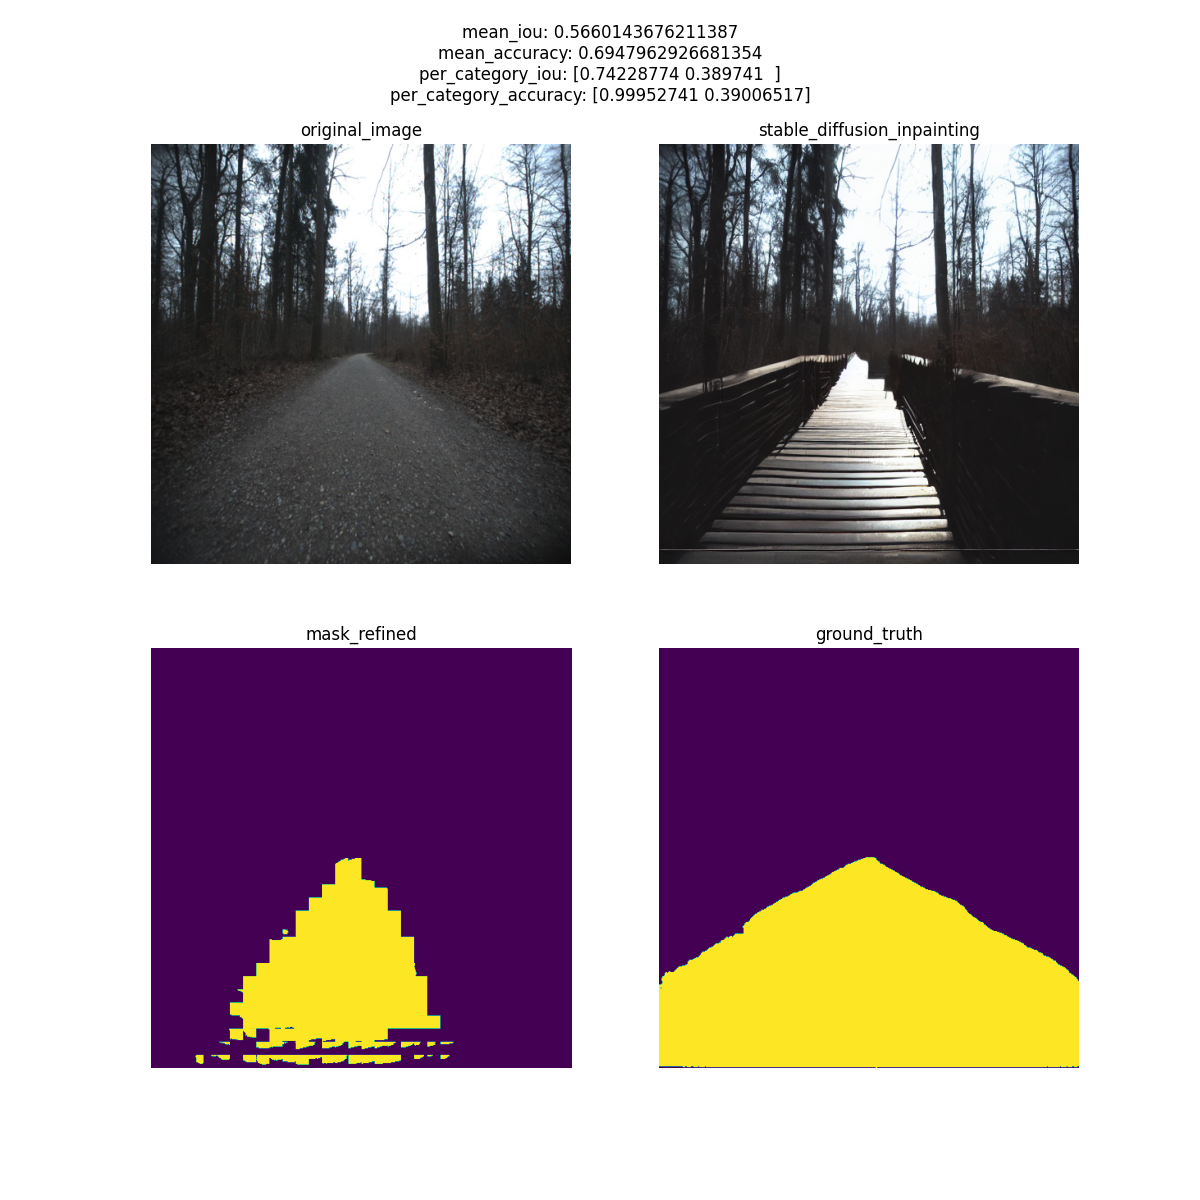 mean_iou: 0.5660143676211387
mean_accuracy: 0.6947962926681354
per_category_iou: [0.74228774 0.389741  ]
per_category_accuracy: [0.99952741 0.39006517]
original_image
stable_diffusion_inpainting
mask_refined
ground_truth